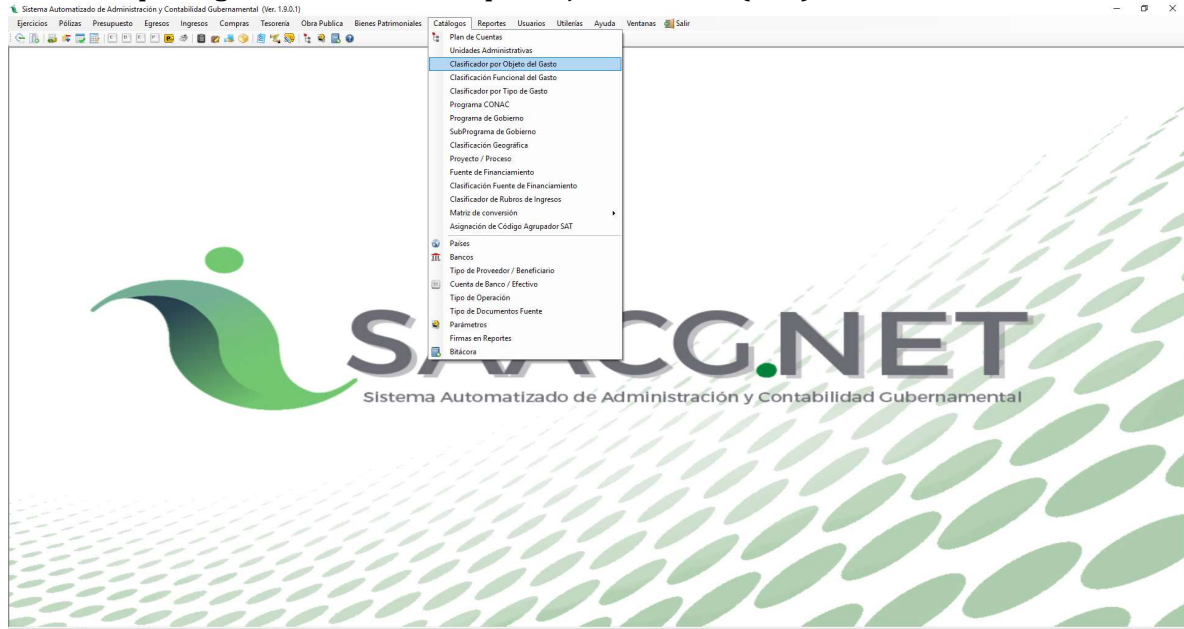 Sistema Automatizado de Administración y Contabilidad Gubernamental (Ver. 1.9.0.1)
Ejercicios Pólizas Presupuesto Egresos Ingresos Compras Tesorería Obra Publica Bienes Patrimoniales Catálogos Reportes Usuarios Utilerías Ayuda Ventanas Salir
Plan de Cuentas
Unidades Administrativas
Clasificador por Objeto del Gasto
Clasificación Funcional del Gasto
Clasificador por Tipo de Gasto
Programa CONAC
Programa de Gobierno
SubPrograma de Gobierno
Clasificación Geográfica
Proyecto / Proceso
Fuente de Financiamiento
Clasificación Fuente de Financiamiento
Clasificador de Rubros de Ingresos
Matriz de conversión
Asignación de Código Agrupador SAT
Países
Bancos
Tipo de Proveedor / Beneficiario
Cuenta de Banco / Efectivo
Tipo de Operación
Tipo de Documentos Fuente
Parámetros
Firmas en Reportes
Bitácora
SAACG.NET
Sistema Automatizado de Administración y Contabilidad Gubernamental